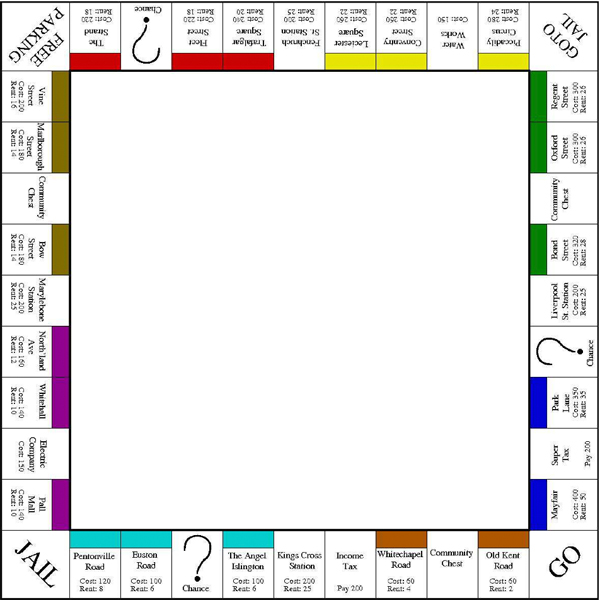 FREE
PARKING
The
Strand
Cost: 220
Rent: 18
Chance
?
Fleet
Street
Cost: 220
Rent: 18
Trafalgar
Square
Cost: 240
Rent: 20
Fenchruch
St. Station
Cost: 200
Rent: 25
Leciester
Square
Cost: 260
Rent: 22
Conventry
Street
Cost: 260
Rent: 22
Water
Works
Cost: 150
Picadily
Circus
Cost: 280
Rent: 24
GOTO
JAIL
Regent
Street
Cost: 300
Rent: 26
Oxford
Street
Cost: 300
Rent: 26
Community
Chest
Bond
Street
Cost: 320
Rent: 28
Liverpool
St. Station
Cost: 200
Rent: 25
?
Chance
Park
Lane
Cost: 350
Rent: 35
Super
Tax
Pay 200
Mayfair
Cost: 400
Rent: 50
GO
Old Kent
Road
Cost: 60
Rent: 2
Community
Chest
Whitechapel
Road
Cost: 60
Rent: 4
Income
Tax
Pay 200
Kings Cross
Station
Cost: 200
Rent: 25
The Angel
Islington
Cost: 100
Rent: 6
?
Chance
Euston
Road
Cost: 100
Rent: 6
Pentonville
Road
Cost: 120
Rent: 8
JAIL
Pall
Mall
Cost: 140
Rent: 10
Electric
Company
Cost: 150
Whitehall
Cost: 140
Rent: 10
North'land
Ave
Cost: 160
Rent: 12
Marylebone
Station
Cost: 200
Rent: 25
Bow
Street
Cost: 180
Rent: 14
Community
Chest
Marlborough
Street
Cost: 180
Rent: 14
Vine
Street
Cost: 200
Rent: 16